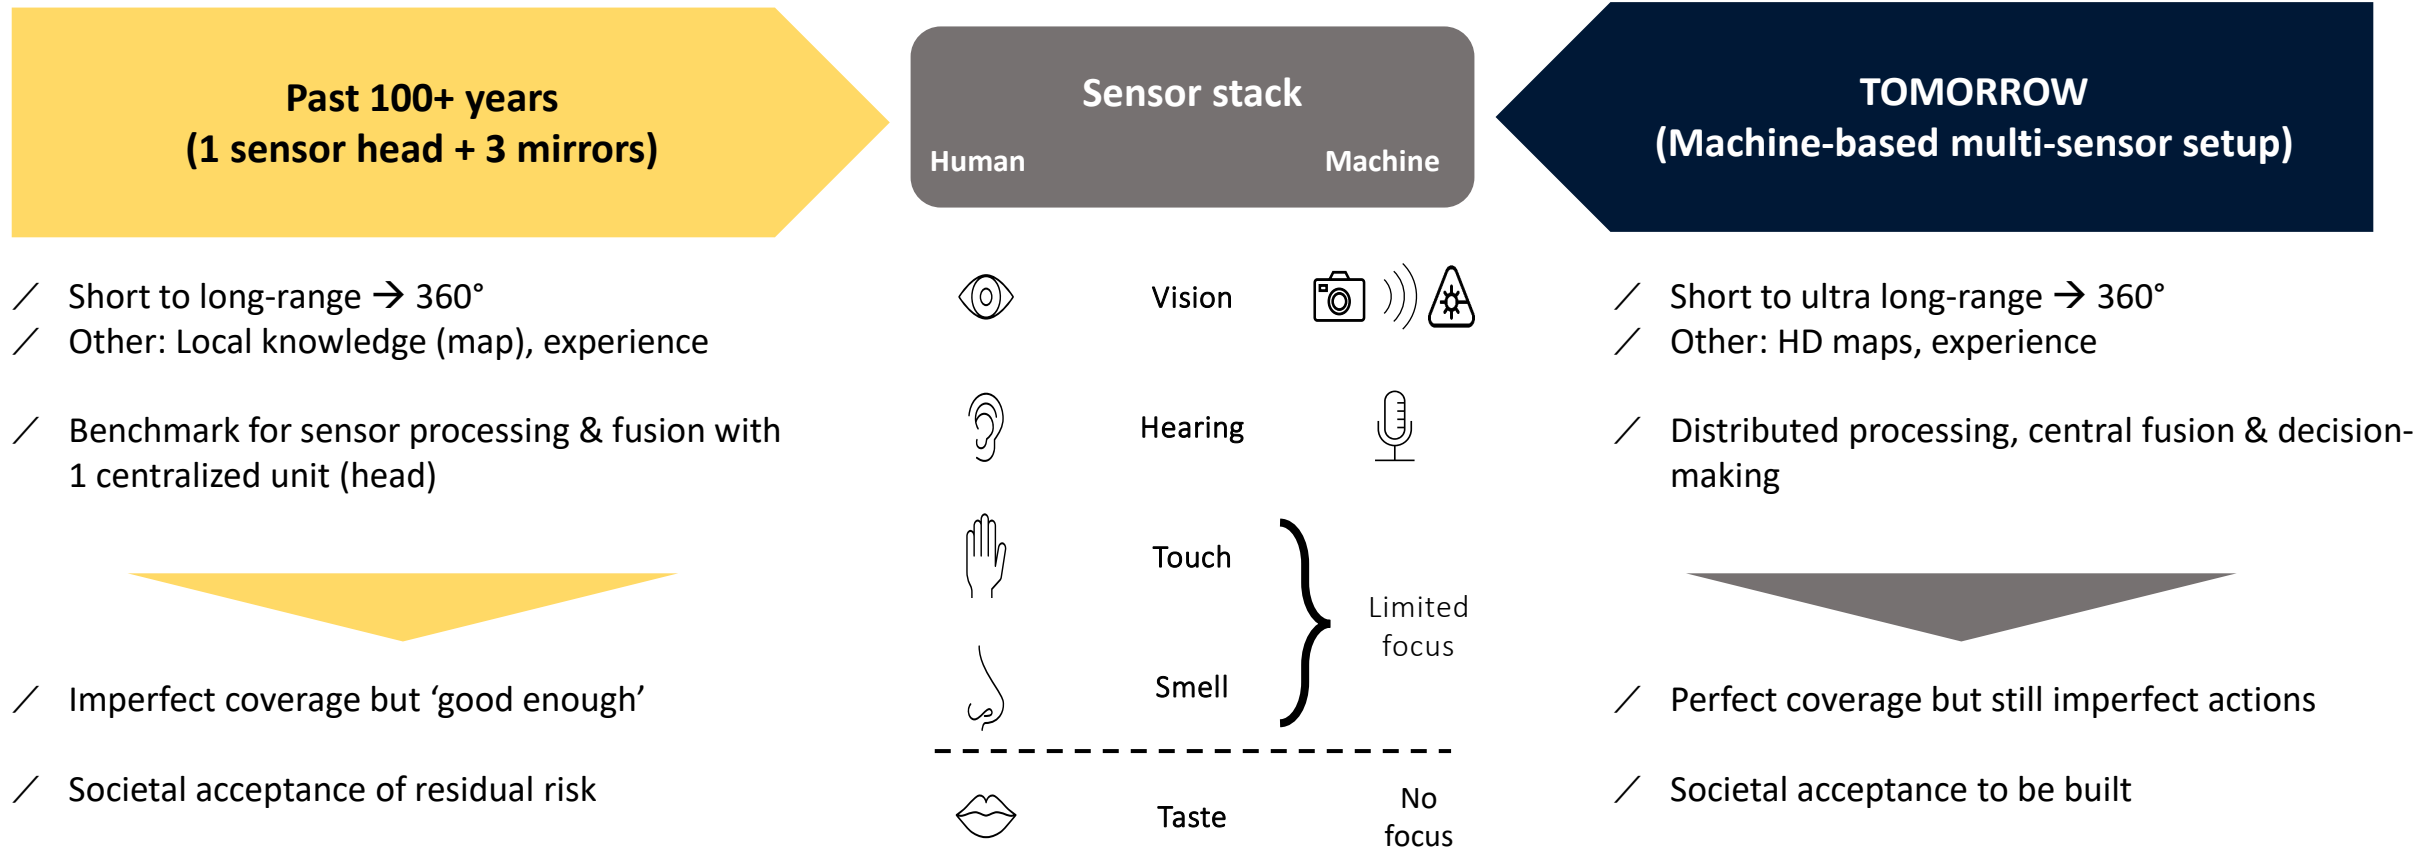 Past 100+ years
(1 sensor head + 3 mirrors)
⁄ Short to long-range → 360°
⁄ Other: Local knowledge (map), experience
⁄ Benchmark for sensor processing & fusion with
1 centralized unit (head)
⁄ Imperfect coverage but ‘good enough’
⁄ Societal acceptance of residual risk
Sensor stack
Human Machine
Vision
Hearing
Touch
Smell
Limited
focus
Taste
No
focus
TOMORROW
(Machine-based multi-sensor setup)
⁄ Short to ultra long-range → 360°
⁄ Other: HD maps, experience
⁄ Distributed processing, central fusion & decision-
making
⁄ Perfect coverage but still imperfect actions
⁄ Societal acceptance to be built